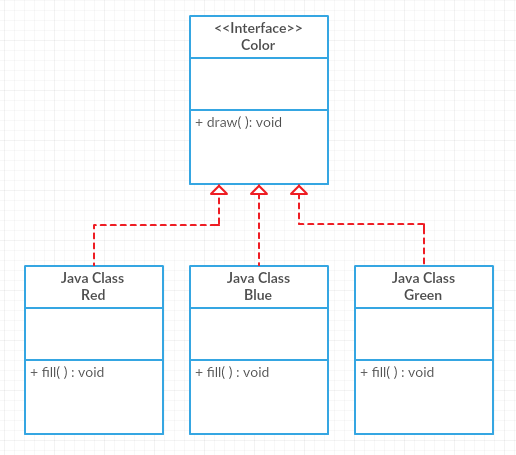 <<Interface>>
Color
+ draw( ): void
Java Class
Red
+ fill( ) : void
Java Class
Blue
+ fill( ) : void
Java Class
Green
+ fill( ) : void